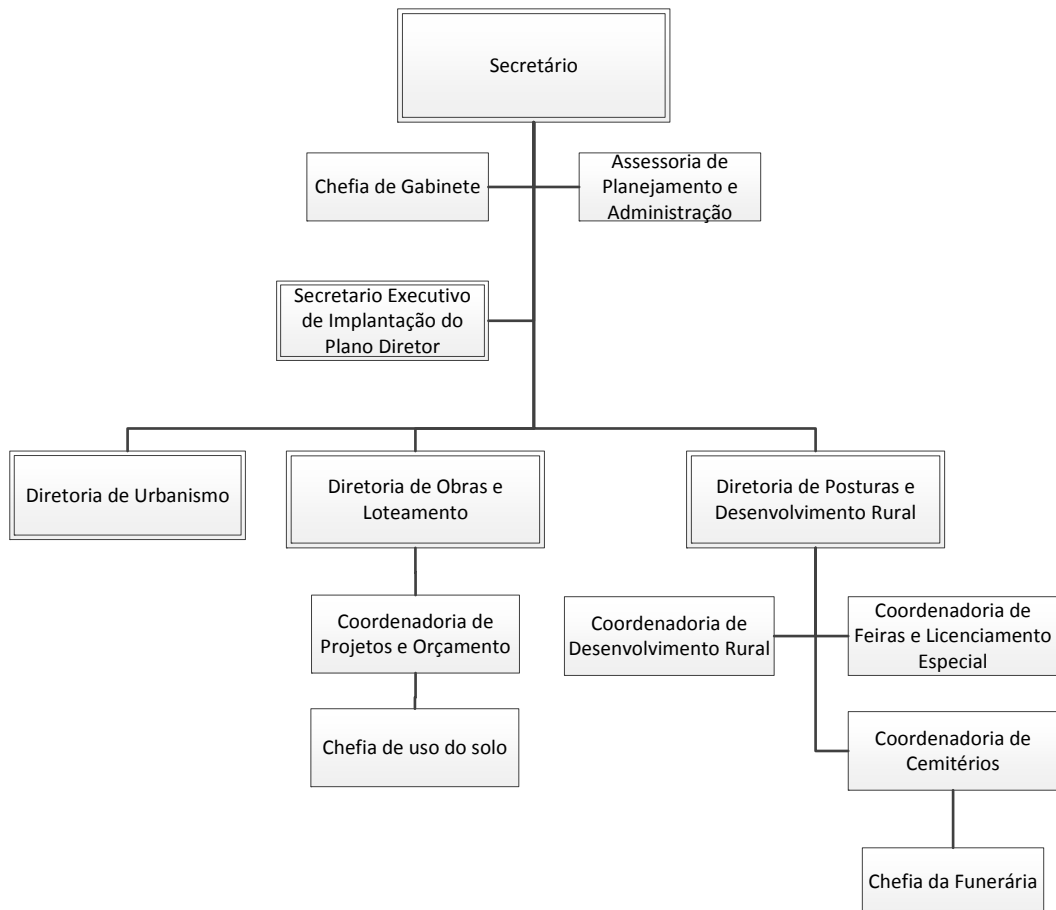 Secretário
Chefia de Gabinete
Assessoria de
Planejamento e
Administração
Secretario Executivo
de Implantação do
Plano Diretor
Diretoria de Urbanismo
Diretoria de Obras e
Loteamento
Diretoria de Posturas e
Desenvolvimento Rural
Coordenadoria de
Projetos e Orçamento
Coordenadoria de
Desenvolvimento Rural
Coordenadoria de
Feiras e Licenciamento
Especial
Chefia de uso do solo
Coordenadoria de
Cemitérios
Chefia da Funerária